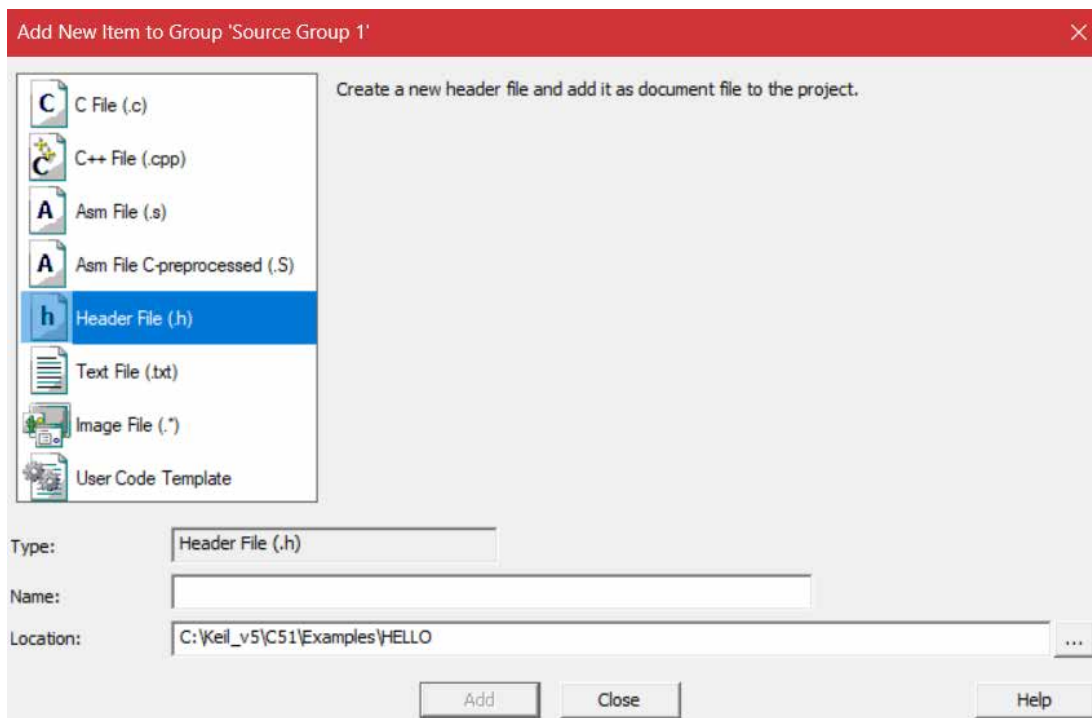 Add New Item to Group 'Source Group 1'
C File (.c)
C++ File (.cpp)
Asm File (.s)
Asm File C-preprocessed (.S)
Header File (.h)
Text File (.txt)
Image File (.*)
User Code Template
Create a new header file and add it as document file to the project.
Type:
Header File (.h)
Name:
Location:
C:\Keil_v5\C51\Examples\HELLO
...
Add
Close
Help